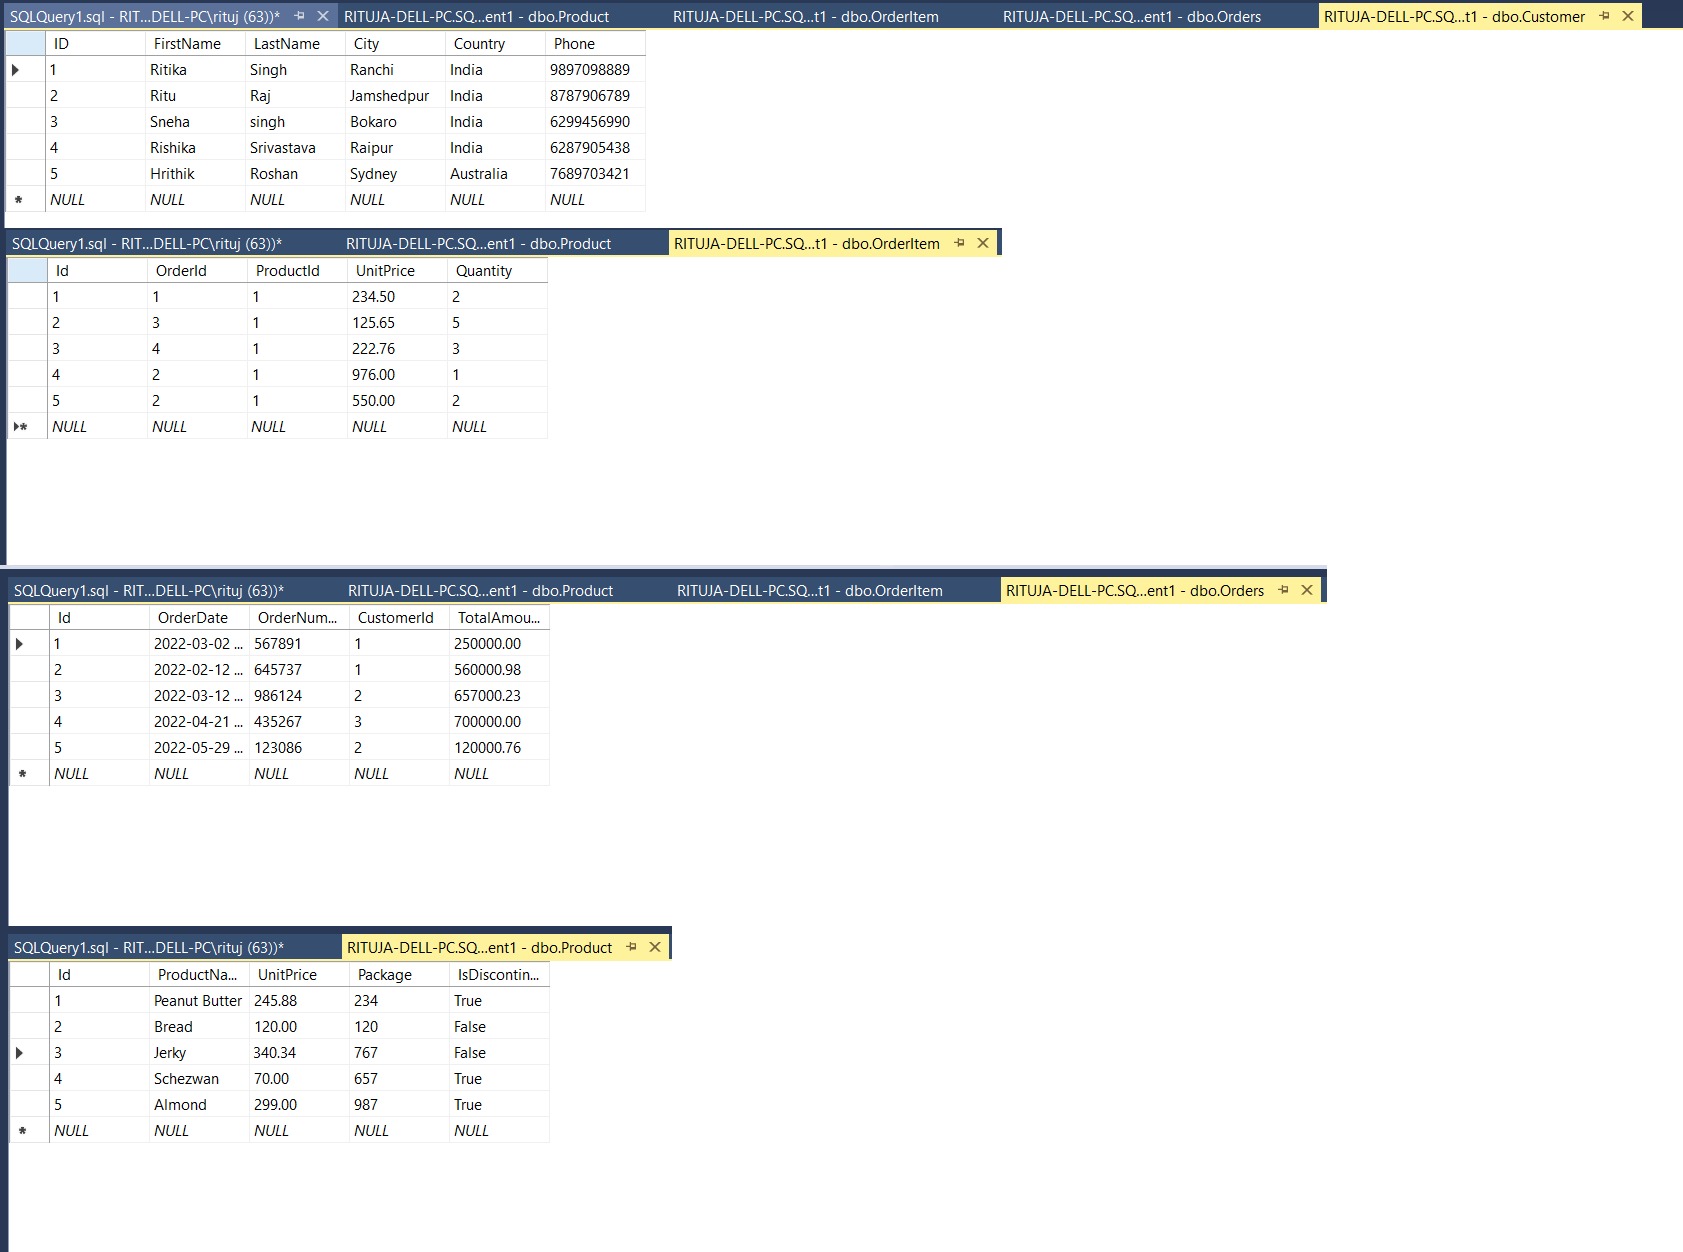 SQLQuery1.sql - RIT...DELL-PC\rituj (63))* RITUJA-DELL-PC.SQ...ent1 - dbo.Product RITUJA-DELL-PC.SQ...t1 - dbo.OrderItem RITUJA-DELL-PC.SQ...ent1 - dbo.Orders RITUJA-DELL-PC.SQ...t1 - dbo.Customer
ID FirstName LastName City Country Phone
1 Ritika Singh Ranchi India 9897098889
2 Ritu Raj Jamshedpur India 8787906789
3 Sneha singh Bokaro India 6299456990
4 Rishika Srivastava Raipur India 6287905438
5 Hrithik Roshan Sydney Australia 7689703421
* NULL NULL NULL NULL NULL NULL
SQLQuery1.sql - RIT...DELL-PC\rituj (63))* RITUJA-DELL-PC.SQ...ent1 - dbo.Product RITUJA-DELL-PC.SQ...t1 - dbo.OrderItem
Id OrderId ProductId UnitPrice Quantity
1 1 1 234.50 2
2 3 1 125.65 5
3 4 1 222.76 3
4 2 1 976.00 1
5 2 1 550.00 2
* NULL NULL NULL NULL NULL
SQLQuery1.sql - RIT...DELL-PC\rituj (63))* RITUJA-DELL-PC.SQ...ent1 - dbo.Product RITUJA-DELL-PC.SQ...t1 - dbo.OrderItem RITUJA-DELL-PC.SQ...ent1 - dbo.Orders
Id OrderDate OrderNum... CustomerId TotalAmou...
1 2022-03-02 ... 567891 1 250000.00
2 2022-02-12 ... 645737 1 560000.98
3 2022-03-12 ... 986124 2 657000.23
4 2022-04-21 ... 435267 3 700000.00
5 2022-05-29 ... 123086 2 120000.76
* NULL NULL NULL NULL NULL
SQLQuery1.sql - RIT...DELL-PC\rituj (63))* RITUJA-DELL-PC.SQ...ent1 - dbo.Product
Id ProductNa... UnitPrice Package IsDiscontin...
1 Peanut Butter 245.88 234 True
2 Bread 120.00 120 False
3 Jerky 340.34 767 False
4 Schezwan 70.00 657 True
5 Almond 299.00 987 True
* NULL NULL NULL NULL NULL